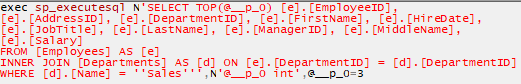 exec sp_executesql N'SELECT TOP(@__p_0) [e].[EmployeeID],
[e].[AddressID], [e].[DepartmentID], [e].[FirstName], [e].[HireDate],
[e].[JobTitle], [e].[LastName], [e].[ManagerID], [e].[MiddleName],
[e].[Salary]
FROM [Employees] AS [e]
INNER JOIN [Departments] AS [d] ON [e].[DepartmentID] = [d].[DepartmentID]
WHERE [d].[Name] = ''Sales''',N'@__p_0 int',@__p_0=3